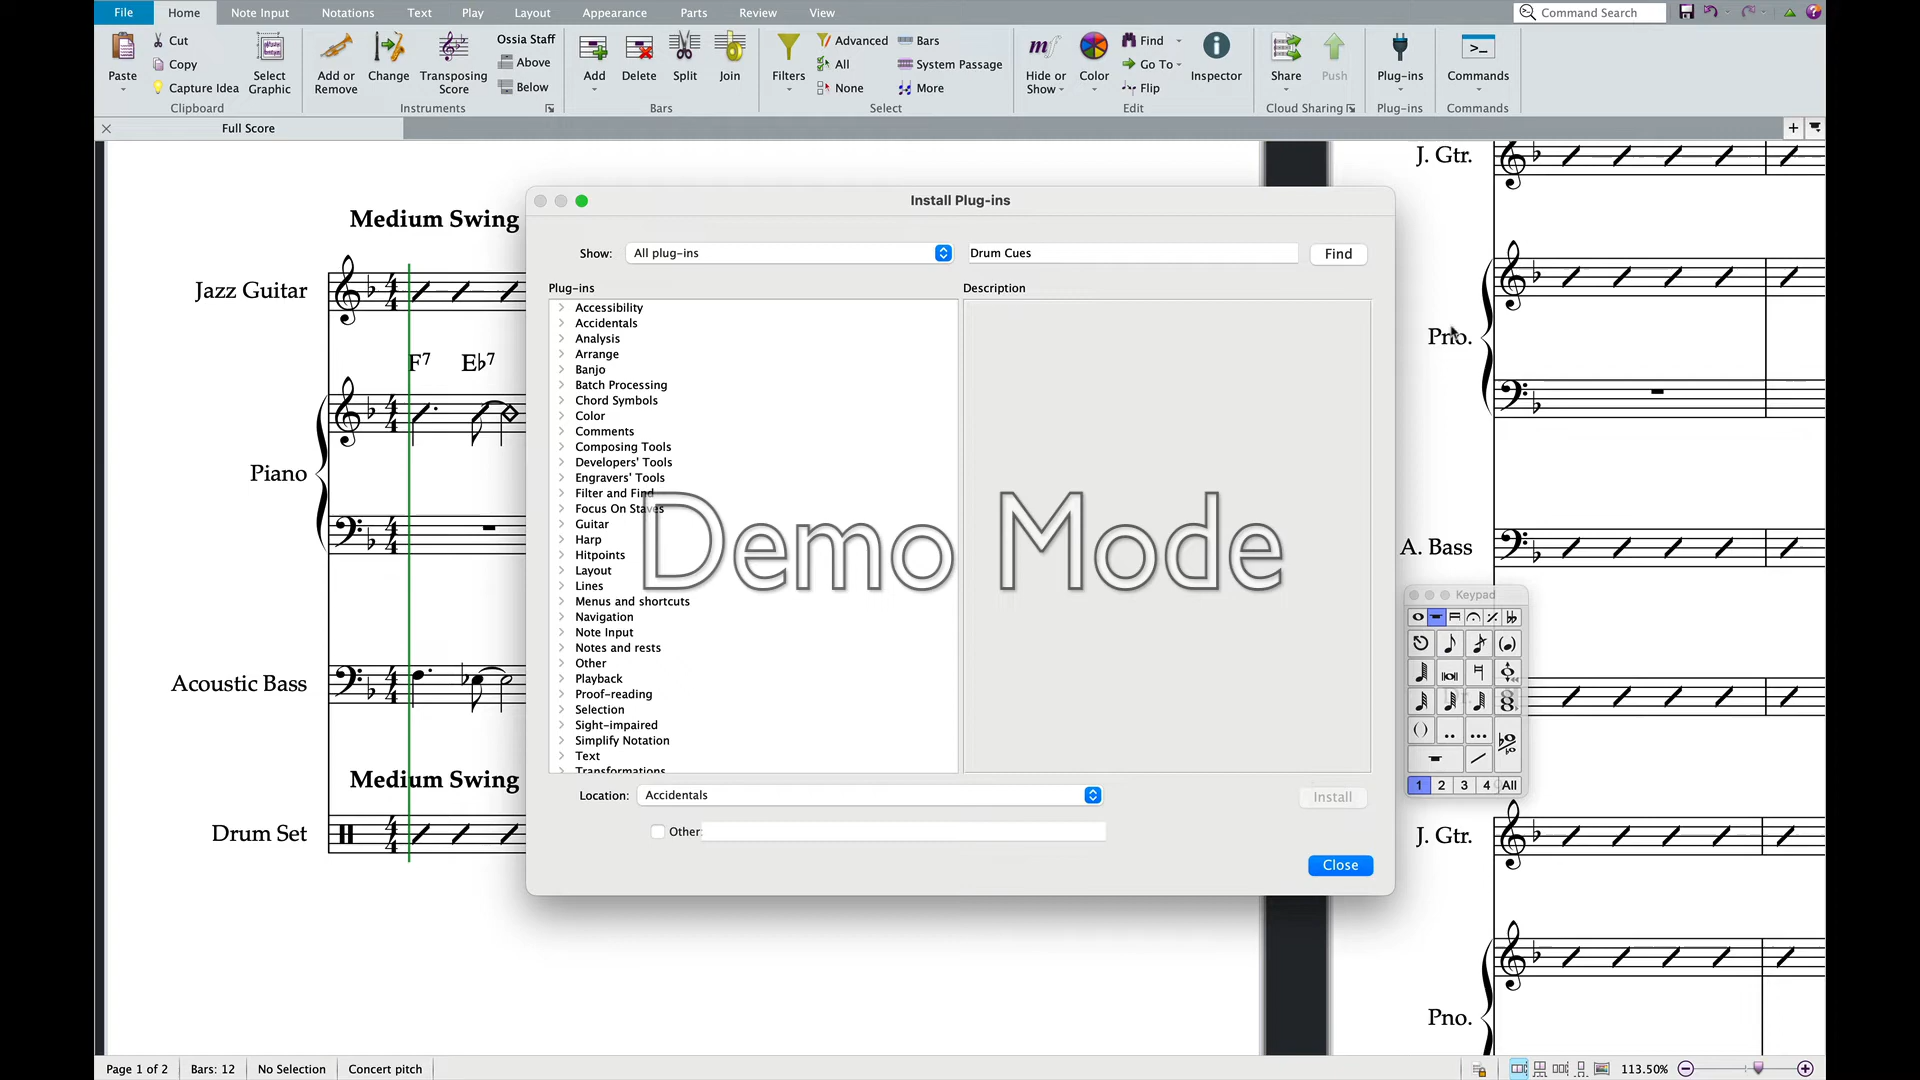 File Home Note Input Notations Text Play Layout Appearance Parts Review View Command Search
Paste Cut Copy Capture Idea Select Graphic Clipboard
Add or Remove Change Transposing Score Ossia Staff Above Below Instruments
Add Delete Split Join Bars
Filters Advanced All None Bars System Passage More Select
Hide or Show Color Find Go To Flip Inspector Edit
Share Push Cloud Sharing
Plug-ins Plug-ins
Commands Commands
Full Score
Install Plug-ins
Show: All plug-ins Drum Cues Find
Plug-ins Description
Accessibility
Accidentals
Analysis
Arrange
Banjo
Batch Processing
Chord Symbols
Color
Comments
Composing Tools
Developers' Tools
Engravers' Tools
Filter and Find
Focus On Staves
Guitar
Harp
Hitpoints
Layout
Lines
Menus and shortcuts
Navigation
Note Input
Notes and rests
Other
Playback
Proof-reading
Selection
Sight-impaired
Simplify Notation
Text
Transformations
Location: Accidentals Install
Other:
Close
Demo Mode
Medium Swing
Jazz Guitar
F7 E♭7
Piano
Acoustic Bass
Medium Swing
Drum Set
J. Gtr.
Pno.
A. Bass
J. Gtr.
Pno.
Keypad
1 2 3 4 All
Page 1 of 2 Bars: 12 No Selection Concert pitch 113.50%